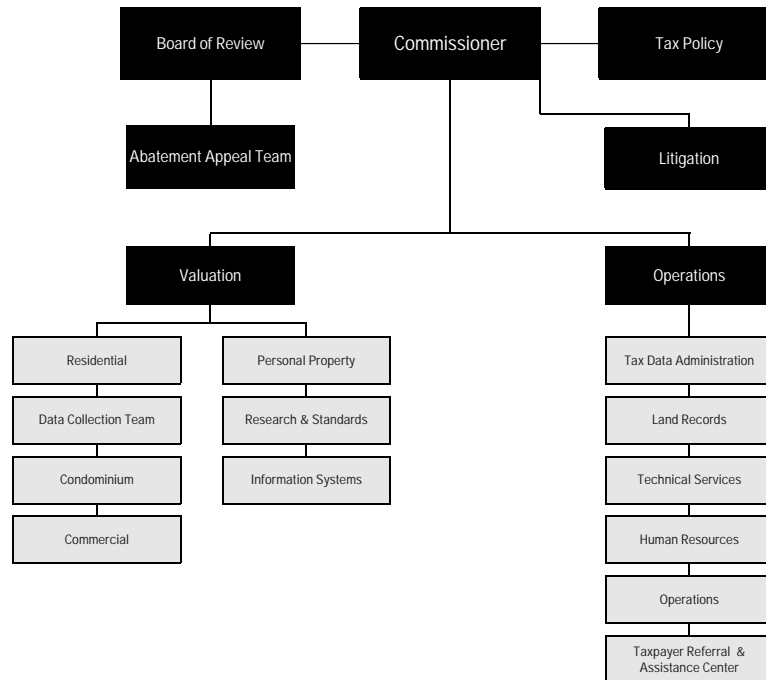 Board of Review
Commissioner
Tax Policy
Abatement Appeal Team
Litigation
Valuation
Operations
Residential
Personal Property
Tax Data Administration
Data Collection Team
Research & Standards
Land Records
Condominium
Information Systems
Technical Services
Commercial
Human Resources
Operations
Taxpayer Referral &
Assistance Center